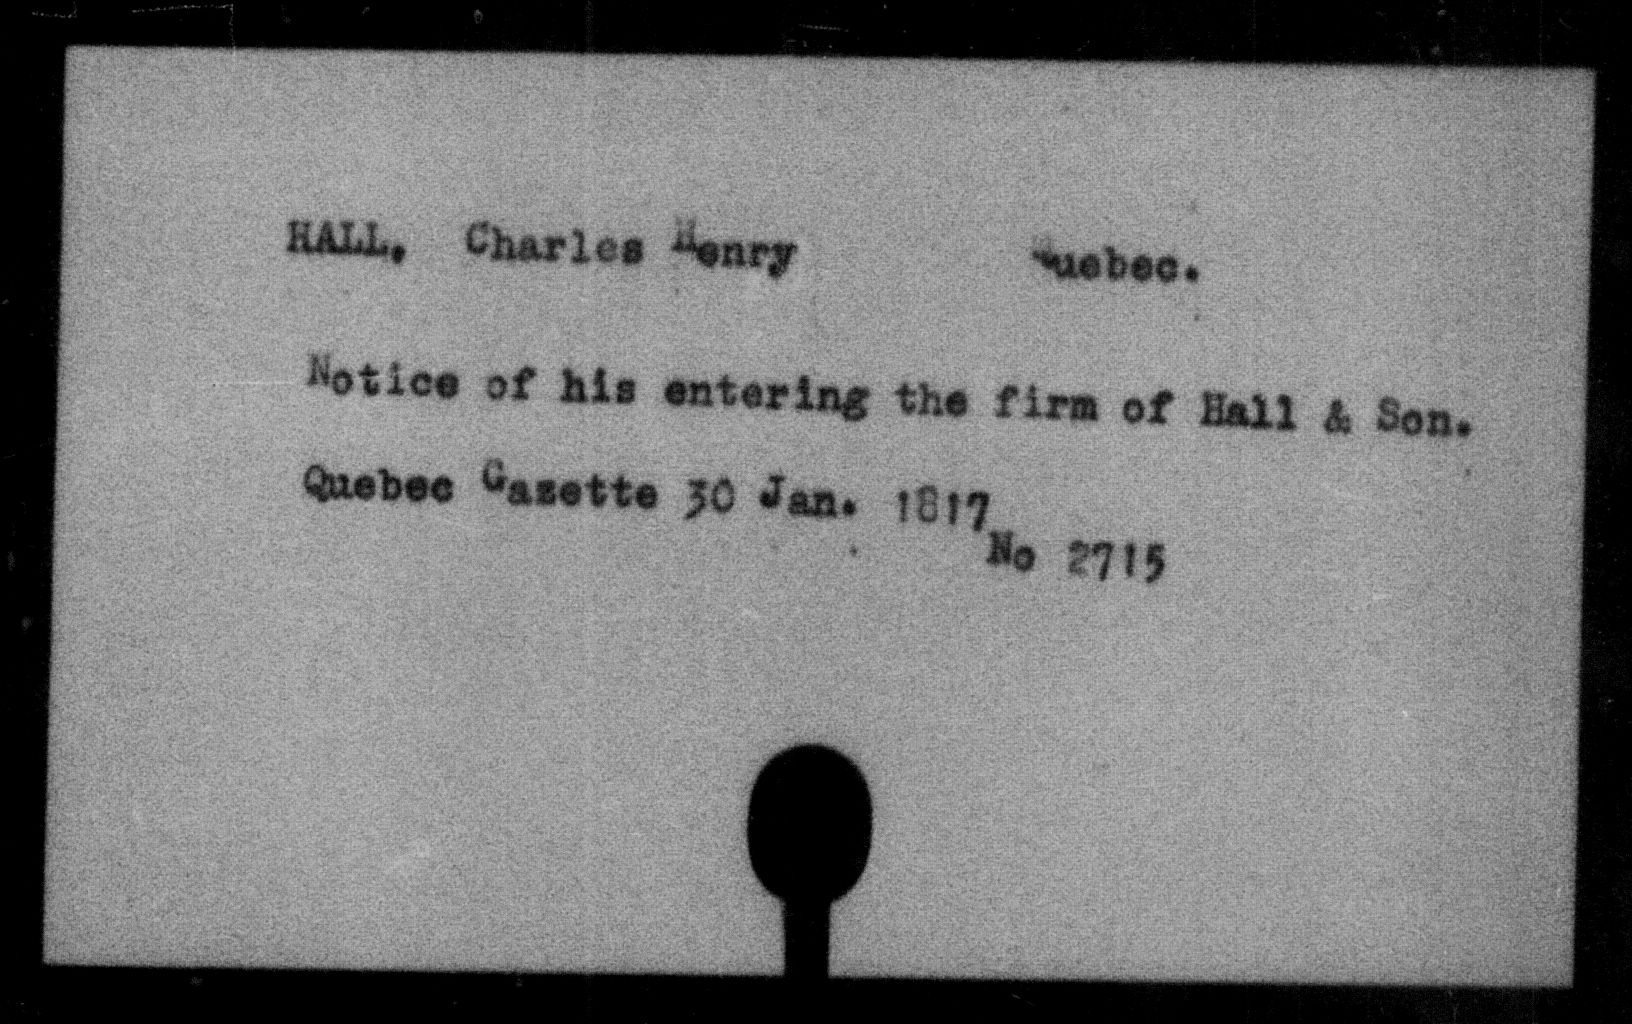 HALL, Charles Henry Quebec.
Notice of his entering the firm of Hall & Son.
Quebec Gazette 30 Jan. 1817
No 2715